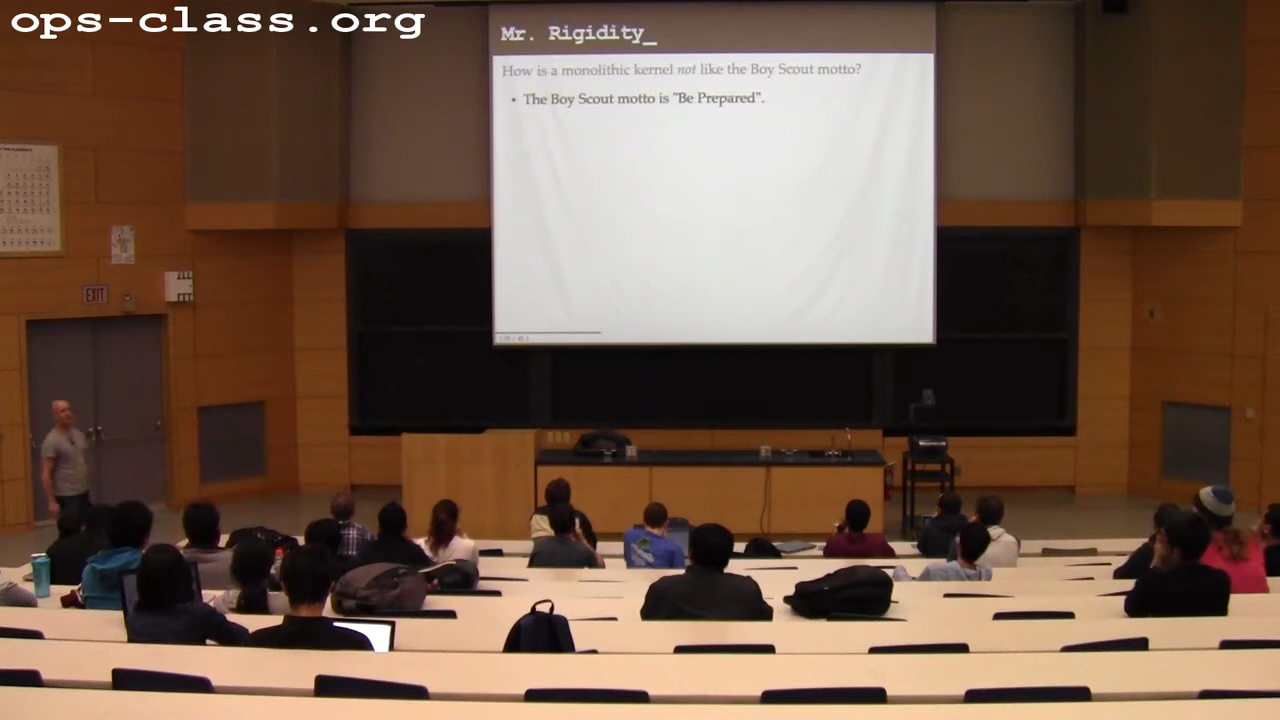 ops-class.org
Mr. Rigidity_
How is a monolithic kernel not like the Boy Scout motto?
• The Boy Scout motto is "Be Prepared".
EXIT